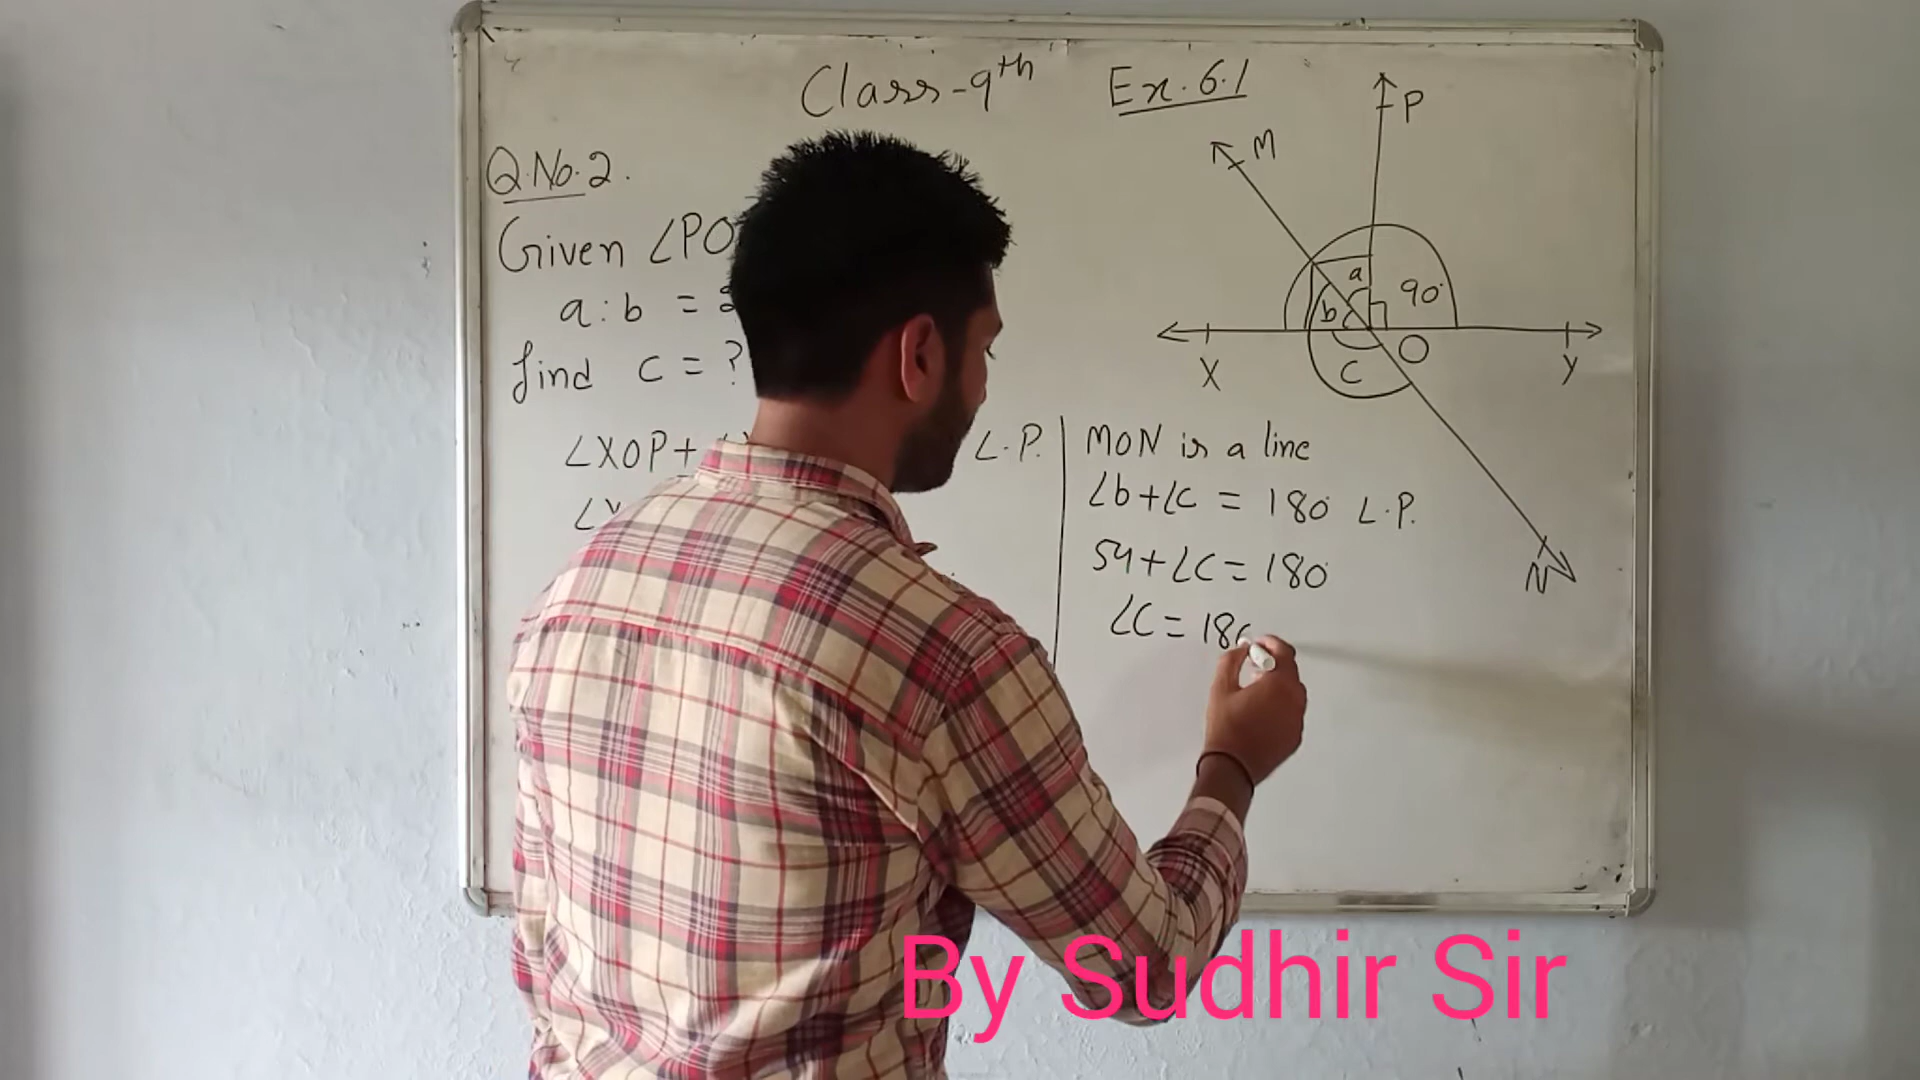 Class-9th Ex. 6.1
Q.No.2.
Given ∠PO
a:b =
find c = ?
∠XOP+ L.P.
MON is a line
∠b+∠C = 180° L.P.
54+∠C = 180°
∠C = 180
M
P
a
b
90°
X
C
O
Y
N
By Sudhir Sir